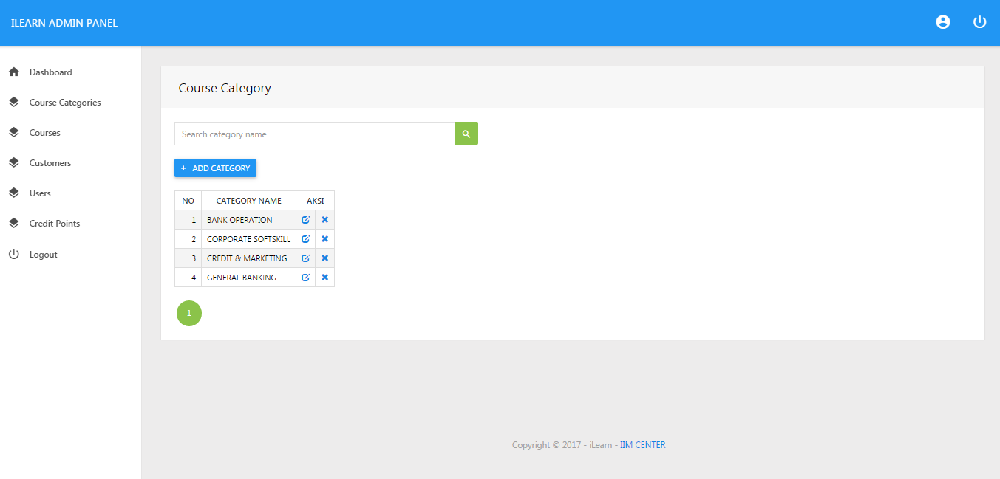 ILEARN ADMIN PANEL
Dashboard
Course Categories
Courses
Customers
Users
Credit Points
Logout
Course Category
Search category name
+ ADD CATEGORY
NO CATEGORY NAME AKSI
1 BANK OPERATION
2 CORPORATE SOFTSKILL
3 CREDIT & MARKETING
4 GENERAL BANKING
1
Copyright © 2017 - iLearn - IIM CENTER